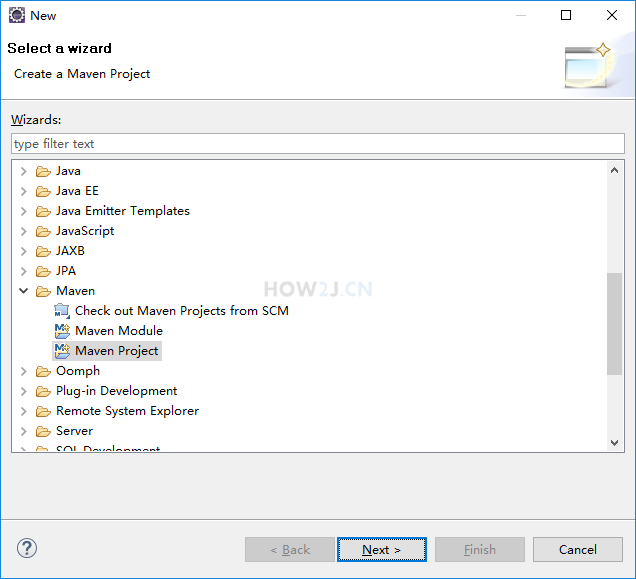 New
Select a wizard
Create a Maven Project
Wizards:
type filter text
Java
Java EE
Java Emitter Templates
JavaScript
JAXB
JPA
Maven
HOW2J.CN
Check out Maven Projects from SCM
Maven Module
Maven Project
Oomph
Plug-in Development
Remote System Explorer
Server
SQL Development
?
< Back
Next >
Finish
Cancel